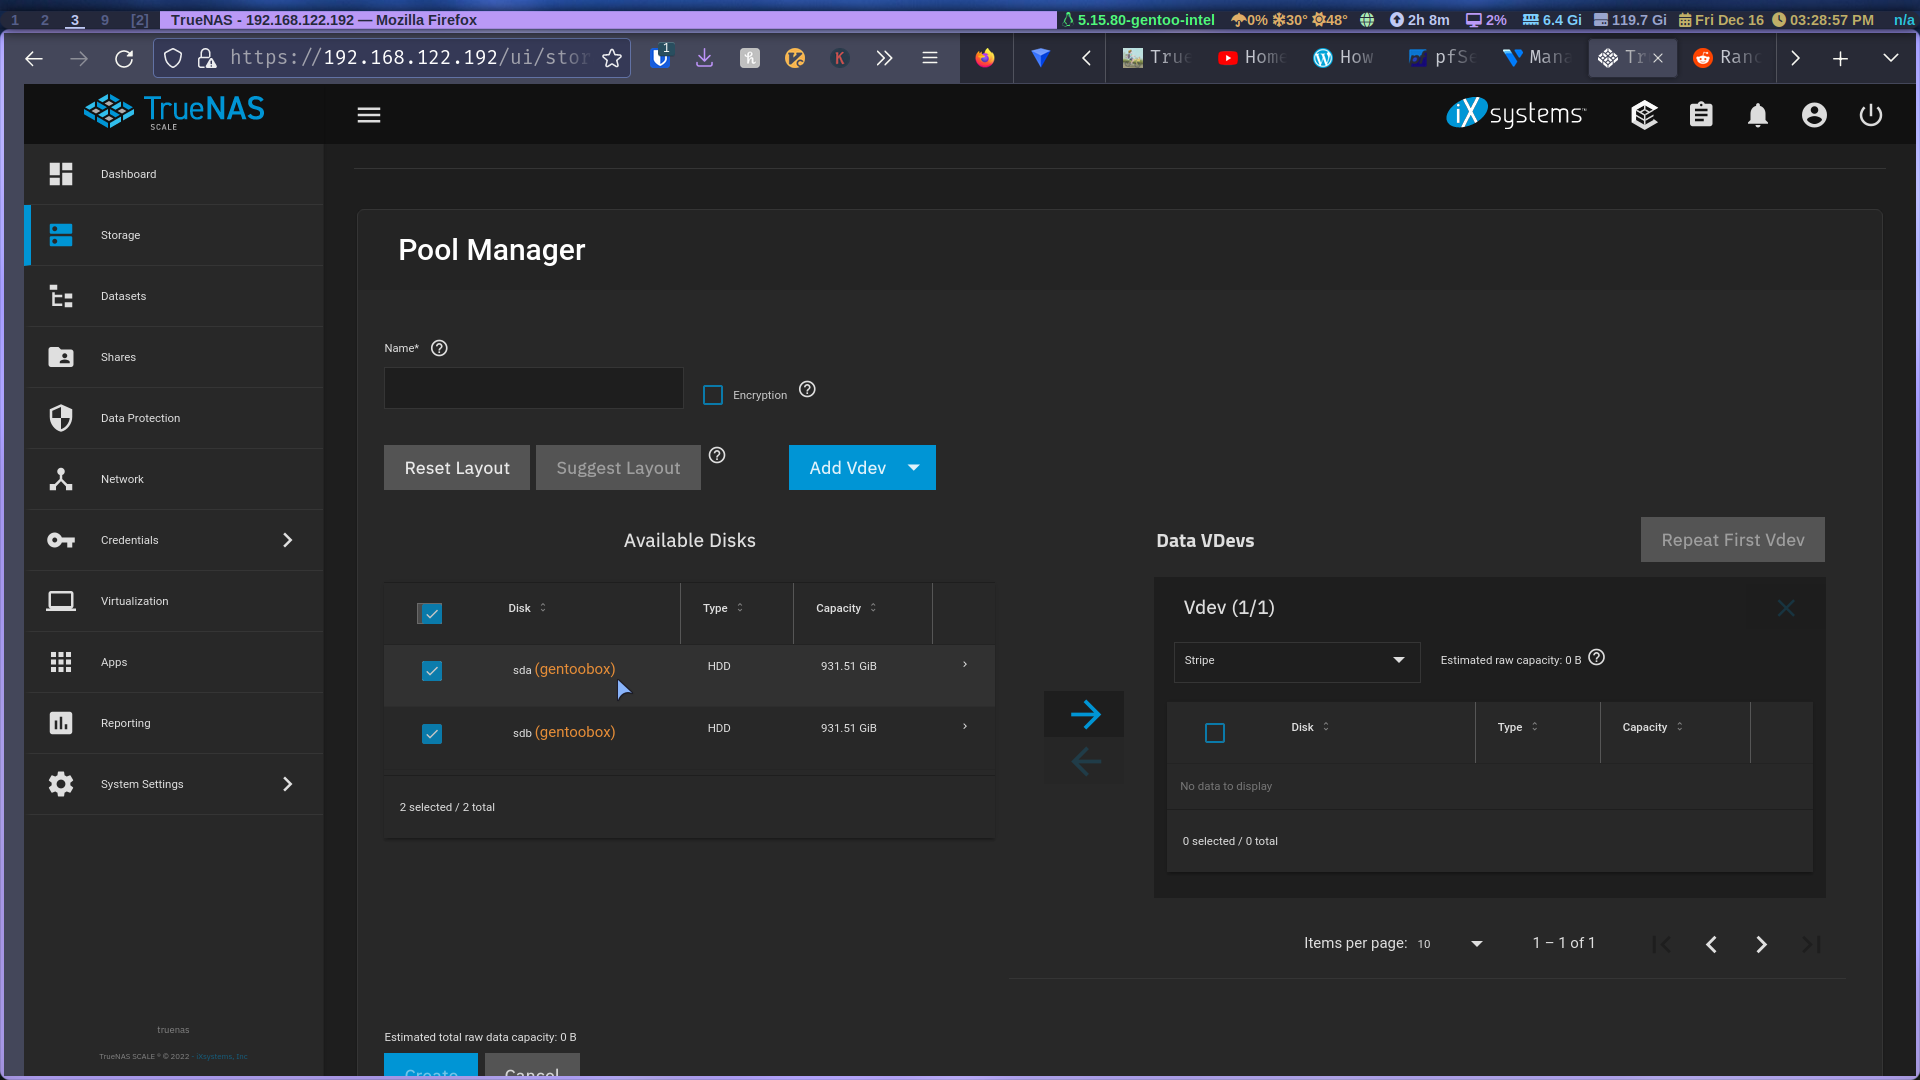 1 2 3 9 [2] TrueNAS - 192.168.122.192 — Mozilla Firefox 5.15.80-gentoo-intel 0% 30° 48° 2h 8m 2% 6.4 Gi 119.7 Gi Fri Dec 16 03:28:57 PM n/a
https://192.168.122.192/ui/stor 1 K True Home How pfSe Mana Tr Ran
TrueNAS
SCALE
iXsystems™
Dashboard
Storage
Datasets
Shares
Data Protection
Network
Credentials
Virtualization
Apps
Reporting
System Settings
truenas
TrueNAS SCALE ® © 2022 - iXsystems, Inc
Pool Manager
Name*
Encryption
Reset Layout Suggest Layout Add Vdev
Available Disks
Disk Type Capacity
sda (gentoobox) HDD 931.51 GiB
sdb (gentoobox) HDD 931.51 GiB
2 selected / 2 total
Data VDevs Repeat First Vdev
Vdev (1/1)
Stripe Estimated raw capacity: 0 B
Disk Type Capacity
No data to display
0 selected / 0 total
Items per page: 10 1 – 1 of 1
Estimated total raw data capacity: 0 B
Create Cancel